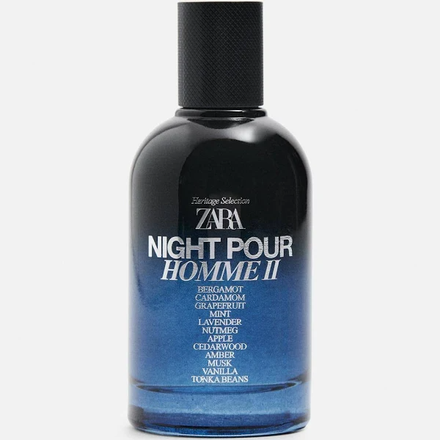 Heritage Selection
ZARA
NIGHT POUR
HOMME II
BERGAMOT
CARDAMOM
GRAPEFRUIT
MINT
LAVENDER
NUTMEG
APPLE
CEDARWOOD
AMBER
MUSK
VANILLA
TONKA BEANS